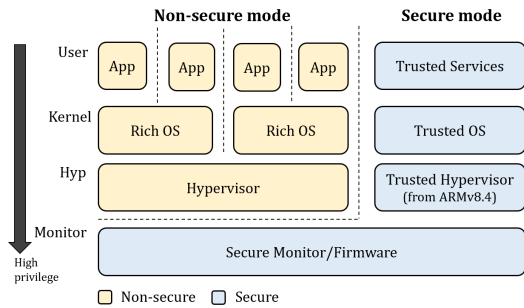 Non-secure mode
Secure mode
User
App
App
App
App
Trusted Services
Kernel
Rich OS
Rich OS
Trusted OS
Hyp
Hypervisor
Trusted Hypervisor
(from ARMv8.4)
Monitor
Secure Monitor/Firmware
High
privilege
Non-secure
Secure